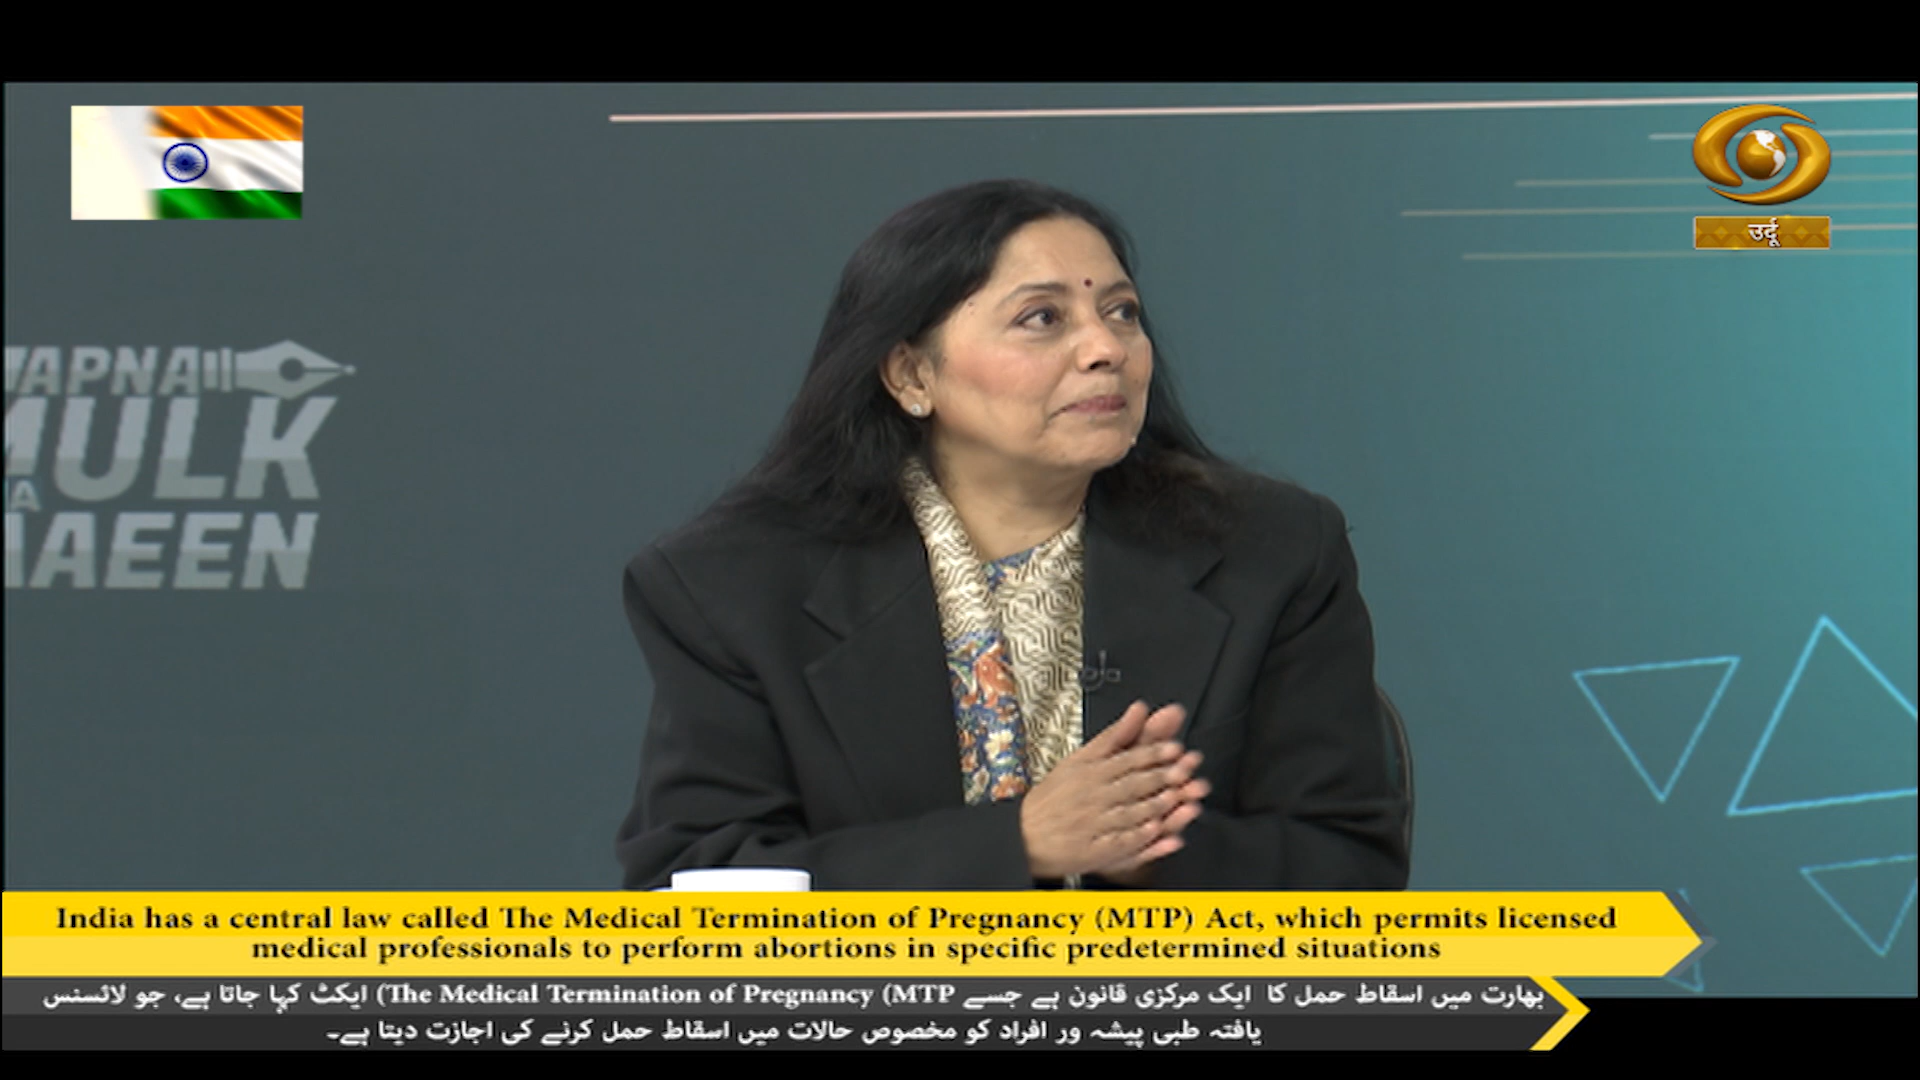 उर्दू
APNA
MULK
KA
AAEEN
India has a central law called The Medical Termination of Pregnancy (MTP) Act, which permits licensed
medical professionals to perform abortions in specific predetermined situations
بھارت میں اسقاط حمل کا ایک مرکزی قانون ہے جسے The Medical Termination of Pregnancy (MTP) ایکٹ کہا جاتا ہے، جو لائسنس
یافتہ طبی پیشہ ور افراد کو مخصوص حالات میں اسقاط حمل کرنے کی اجازت دیتا ہے۔